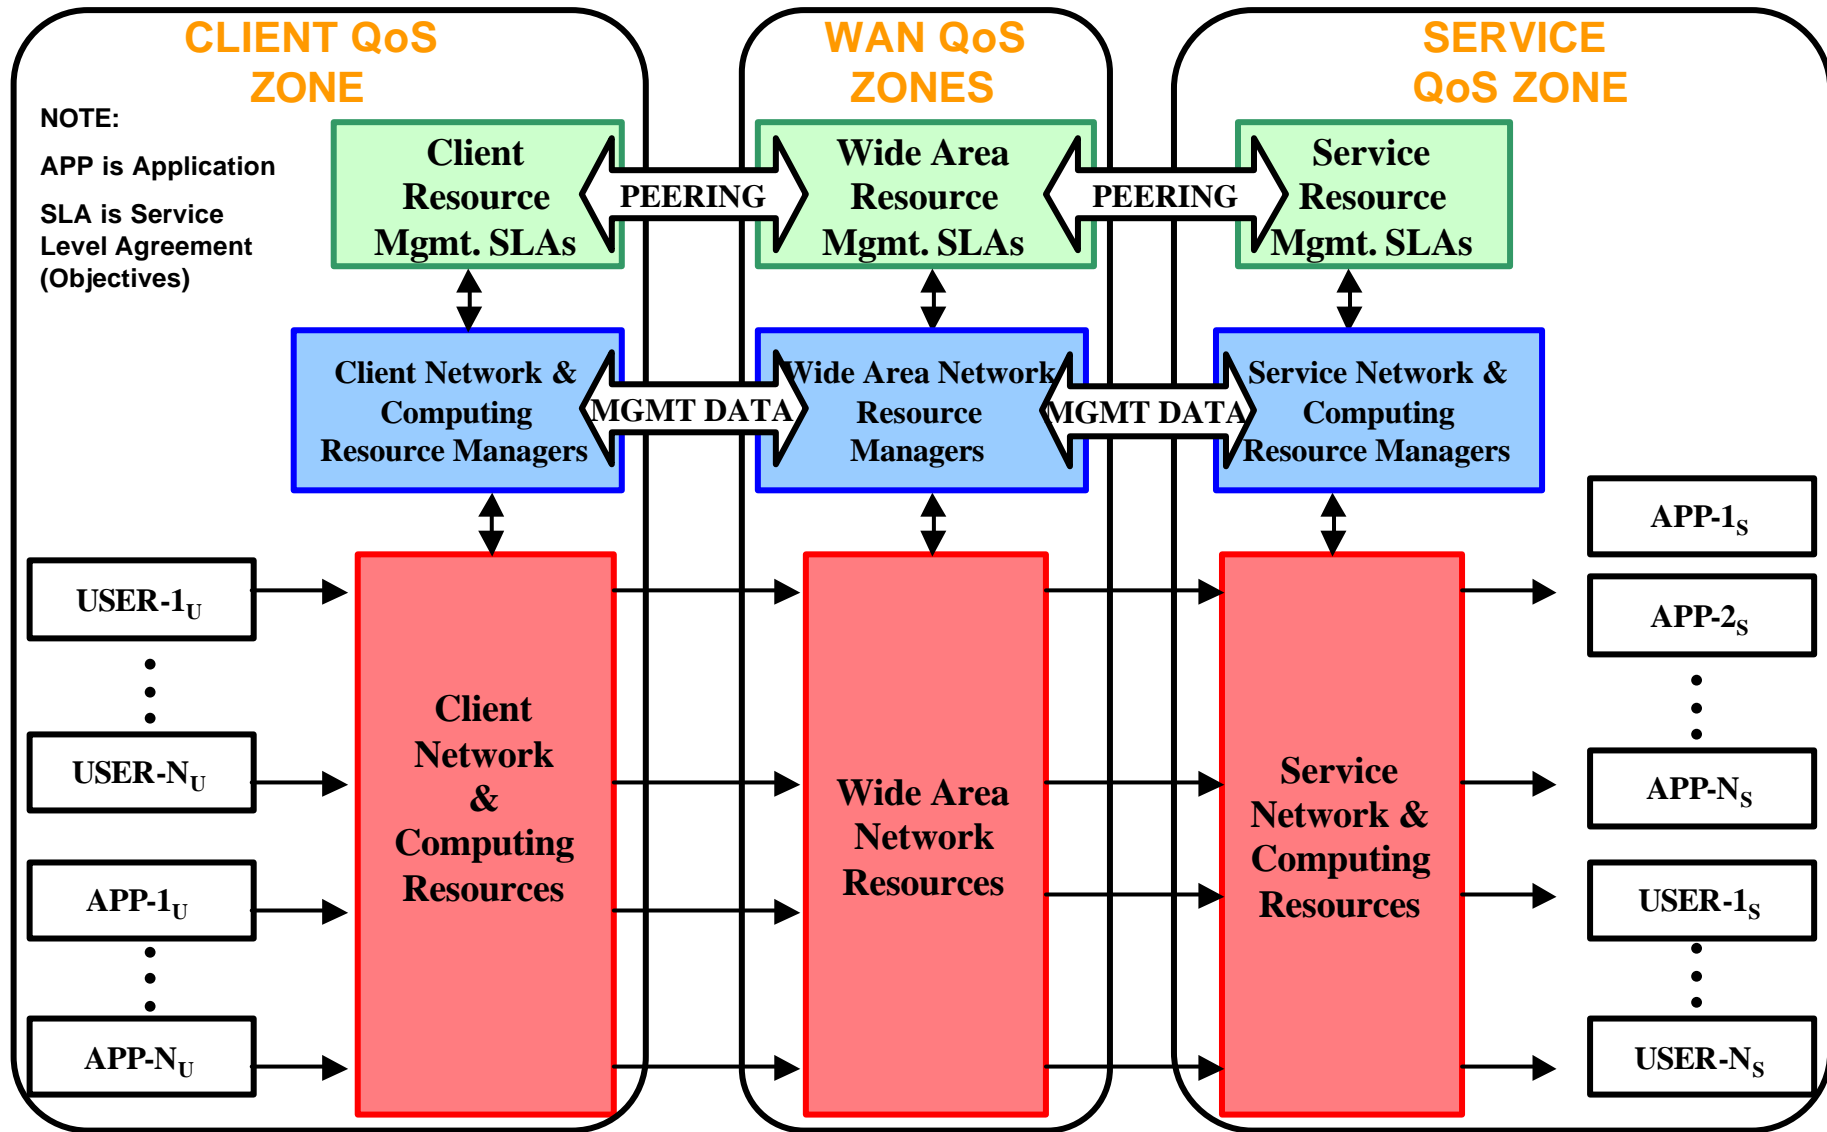 CLIENT QoS
ZONE
WAN QoS
ZONES
SERVICE
QoS ZONE
NOTE:
APP is Application
SLA is Service
Level Agreement
(Objectives)
Client
Resource
Mgmt. SLAs
PEERING
Wide Area
Resource
Mgmt. SLAs
PEERING
Service
Resource
Mgmt. SLAs
Client Network &
Computing
Resource Managers
MGMT DATA
Wide Area Network
Resource
Managers
MGMT DATA
Service Network &
Computing
Resource Managers
USER-1U
USER-NU
APP-1U
APP-NU
Client
Network
&
Computing
Resources
Wide Area
Network
Resources
Service
Network &
Computing
Resources
APP-1S
APP-2S
APP-NS
USER-1S
USER-NS